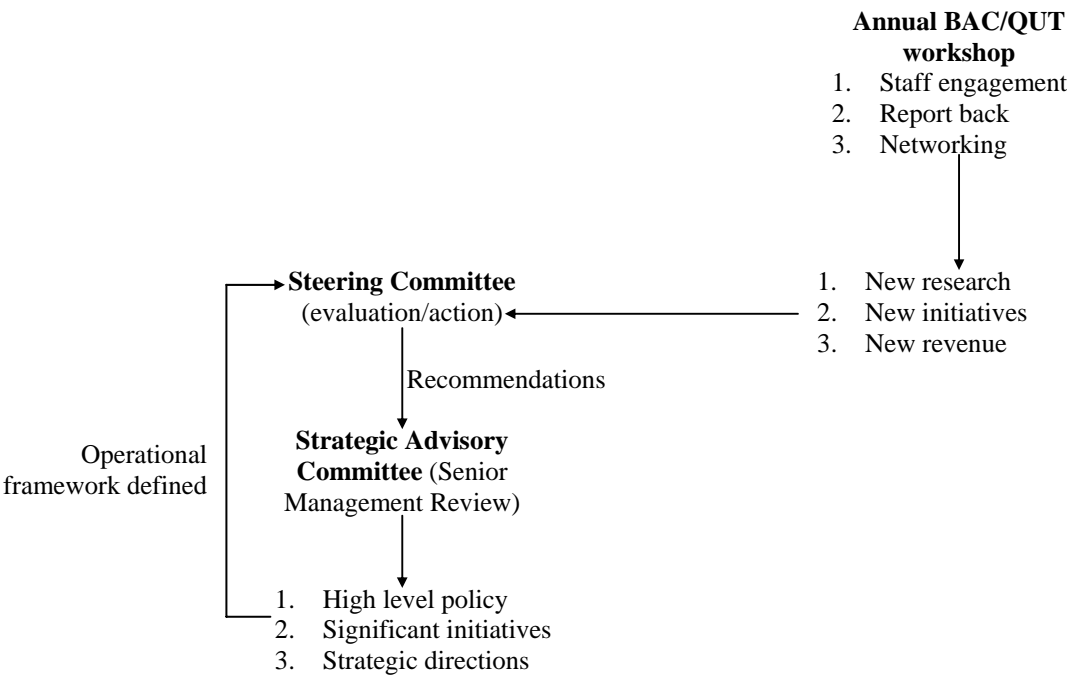 Annual BAC/QUT
workshop
1. Staff engagement
2. Report back
3. Networking
Steering Committee
(evaluation/action)
1. New research
2. New initiatives
3. New revenue
Recommendations
Strategic Advisory
Committee (Senior
Management Review)
Operational
framework defined
1. High level policy
2. Significant initiatives
3. Strategic directions